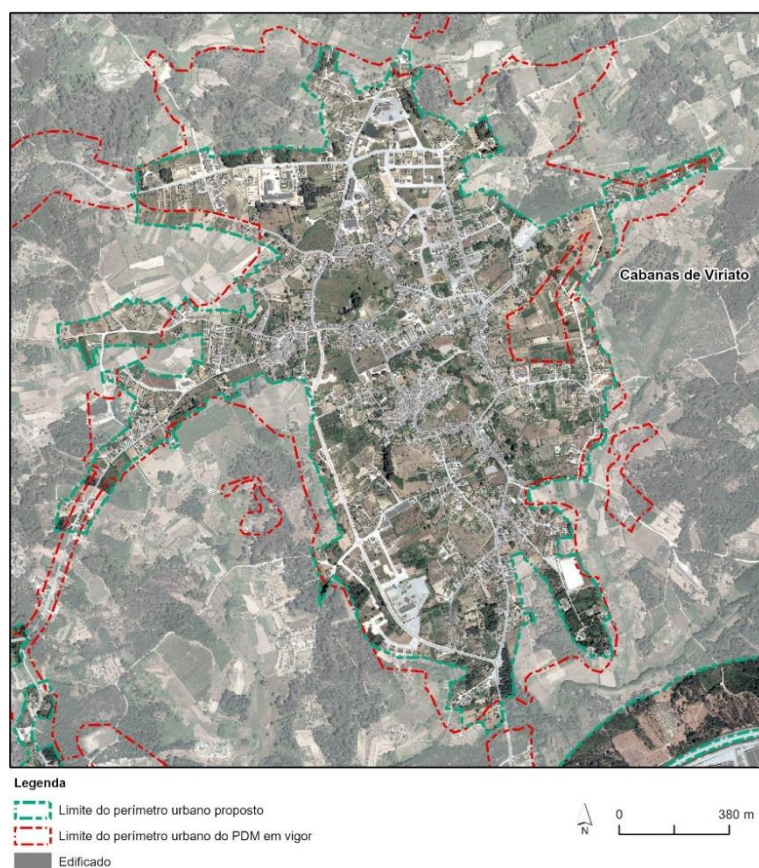 Cabanas de Viriato
Legenda
Limite do perímetro urbano proposto
Limite do perímetro urbano do PDM em vigor
Edificado
N
0 380 m